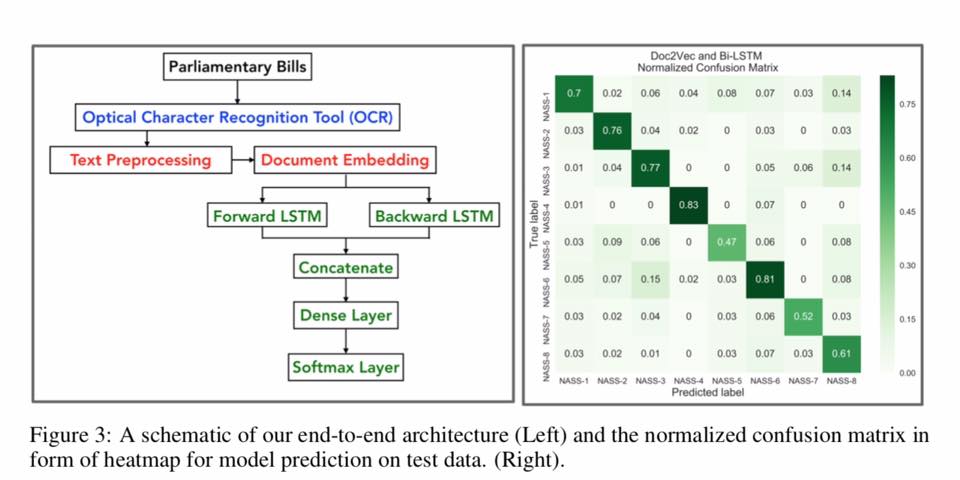 Parliamentary Bills
Optical Character Recognition Tool (OCR)
Text Preprocessing
Document Embedding
Forward LSTM
Backward LSTM
Concatenate
Dense Layer
Softmax Layer
Doc2Vec and Bi-LSTM
Normalized Confusion Matrix
True label
NASS-1 0.7 0.02 0.06 0.04 0.08 0.07 0.03 0.14
NASS-2 0.03 0.76 0.04 0.02 0 0.03 0 0.03
NASS-3 0.01 0.04 0.77 0 0 0.05 0.06 0.14
NASS-4 0.01 0 0 0.83 0 0.07 0 0
NASS-5 0.03 0.09 0.06 0 0.47 0.06 0 0.08
NASS-6 0.05 0.07 0.15 0.02 0.03 0.81 0 0.08
NASS-7 0.03 0.02 0.04 0 0.03 0.06 0.52 0.03
NASS-8 0.03 0.02 0.01 0 0.03 0.07 0.03 0.61
NASS-1 NASS-2 NASS-3 NASS-4 NASS-5 NASS-6 NASS-7 NASS-8
Predicted label
0.75
0.60
0.45
0.30
0.15
0.00
Figure 3: A schematic of our end-to-end architecture (Left) and the normalized confusion matrix in
form of heatmap for model prediction on test data. (Right).